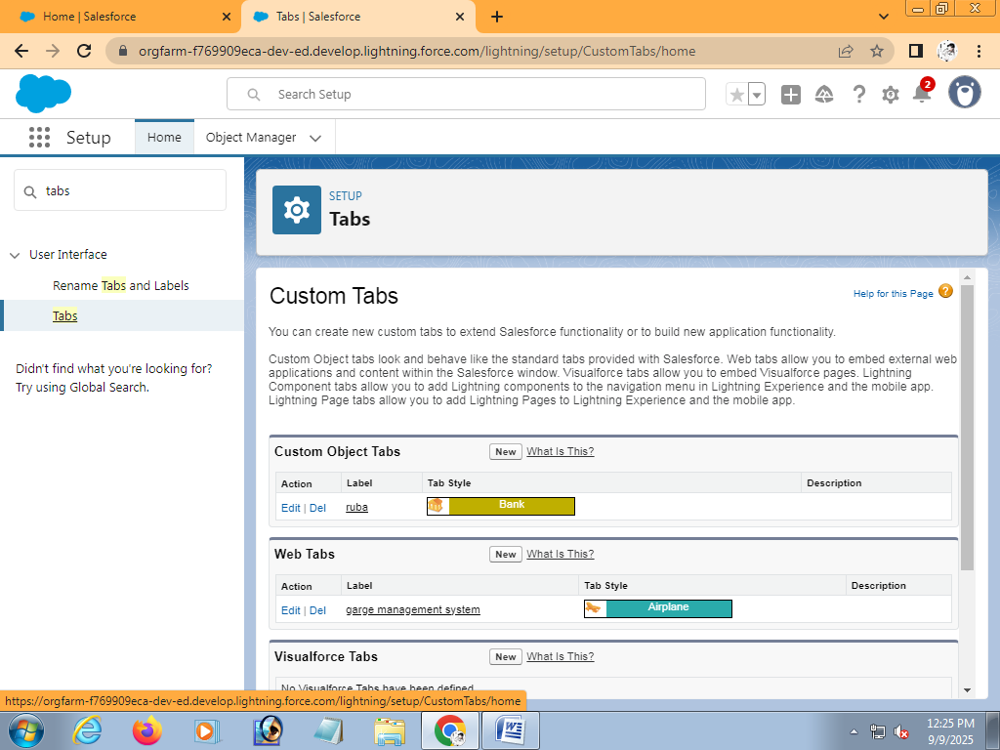 Home | Salesforce
Tabs | Salesforce
orgfarm-f769909eca-dev-ed.develop.lightning.force.com/lightning/setup/CustomTabs/home
Search Setup
2
Setup
Home
Object Manager
tabs
User Interface
Rename Tabs and Labels
Tabs
Didn't find what you're looking for?
Try using Global Search.
SETUP
Tabs
Custom Tabs
Help for this Page ?
You can create new custom tabs to extend Salesforce functionality or to build new application functionality.
Custom Object tabs look and behave like the standard tabs provided with Salesforce. Web tabs allow you to embed external web
applications and content within the Salesforce window. Visualforce tabs allow you to embed Visualforce pages. Lightning
Component tabs allow you to add Lightning components to the navigation menu in Lightning Experience and the mobile app.
Lightning Page tabs allow you to add Lightning Pages to Lightning Experience and the mobile app.
Custom Object Tabs New What Is This?
Action Label Tab Style Description
Edit | Del ruba Bank
Web Tabs New What Is This?
Action Label Tab Style Description
Edit | Del garge management system Airplane
Visualforce Tabs New What Is This?
No Visualforce Tabs have been defined
https://orgfarm-f769909eca-dev-ed.develop.lightning.force.com/lightning/setup/CustomTabs/home
12:25 PM
9/9/2025